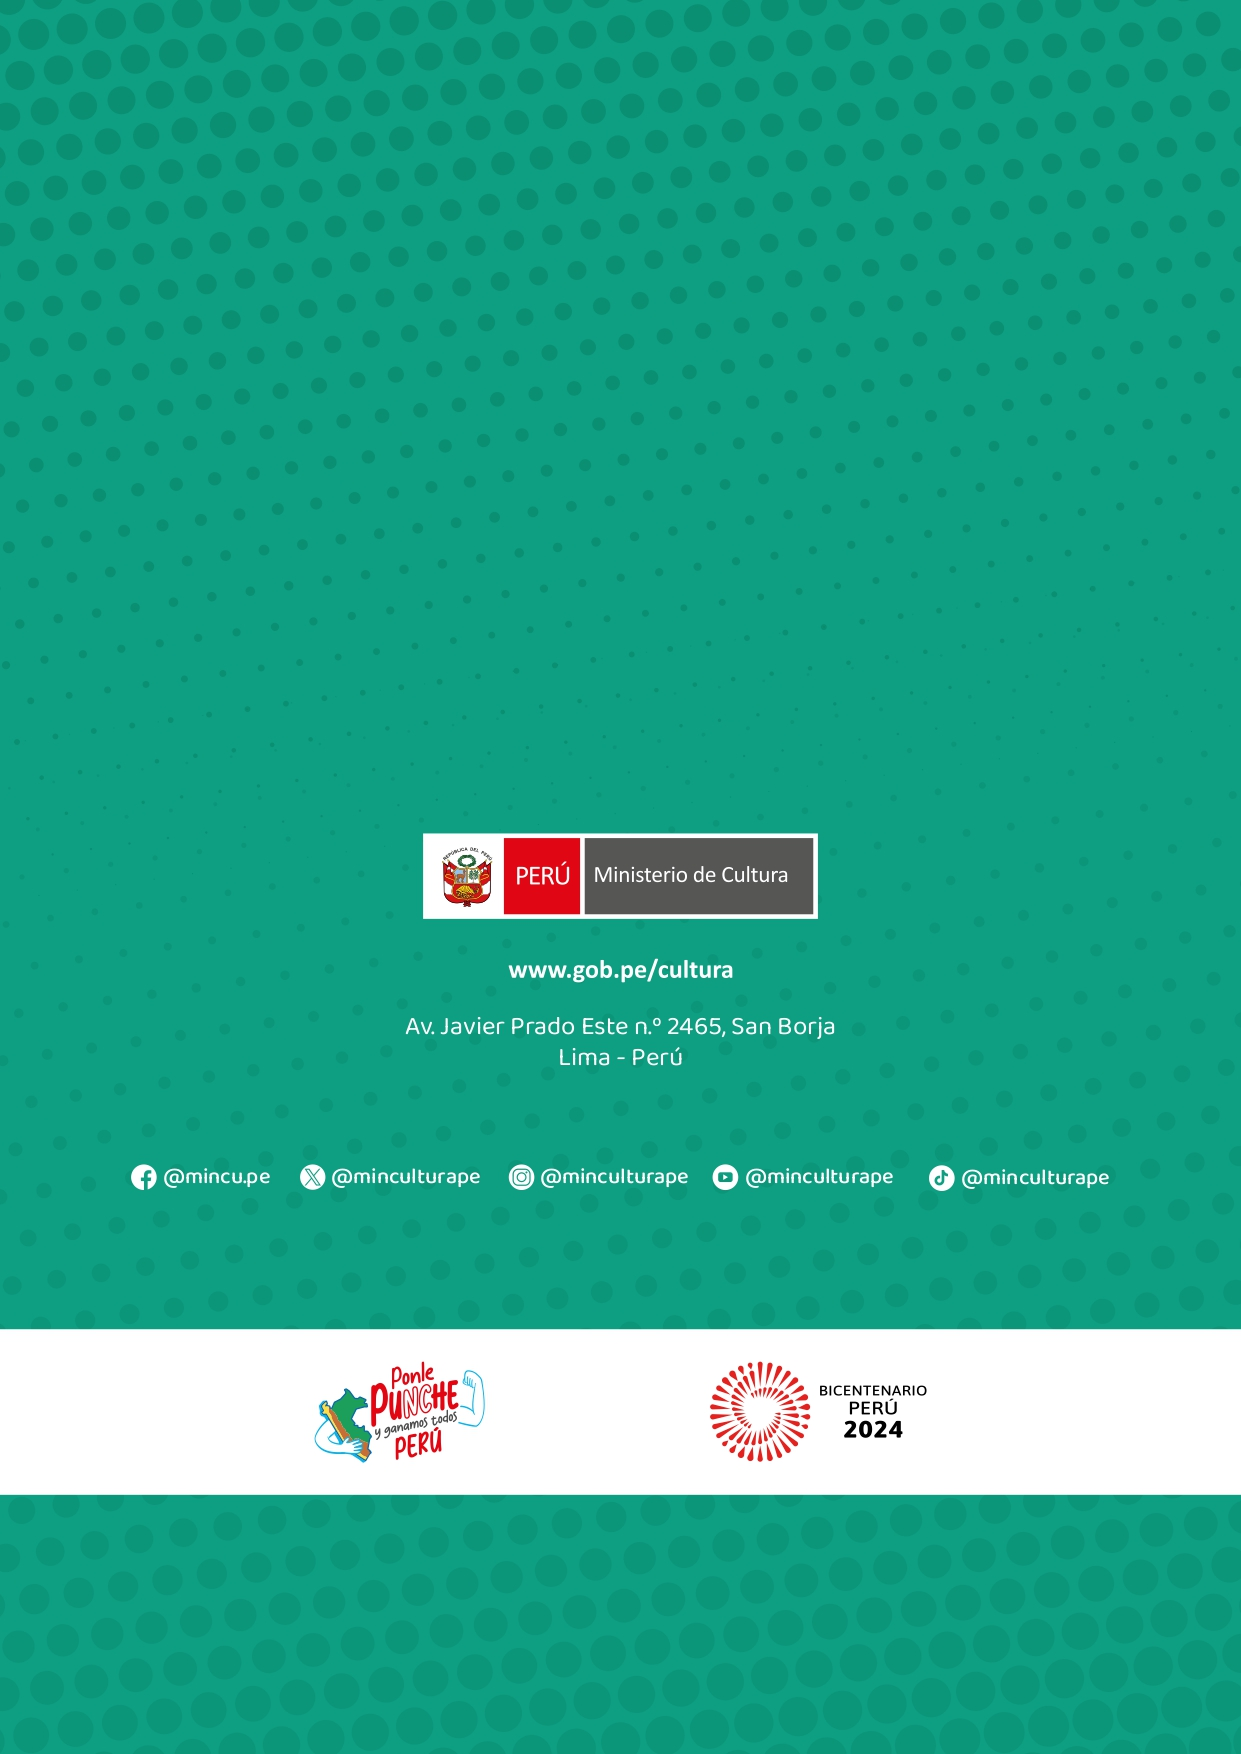 REPÚBLICA DEL PERÚ
PERÚ
Ministerio de Cultura
www.gob.pe/cultura
Av. Javier Prado Este n.º 2465, San Borja
Lima - Perú
@mincu.pe
@minculturape
@minculturape
@minculturape
@minculturape
Ponle
PUNCHE
y ganamos todos
PERÚ
BICENTENARIO
PERÚ
2024